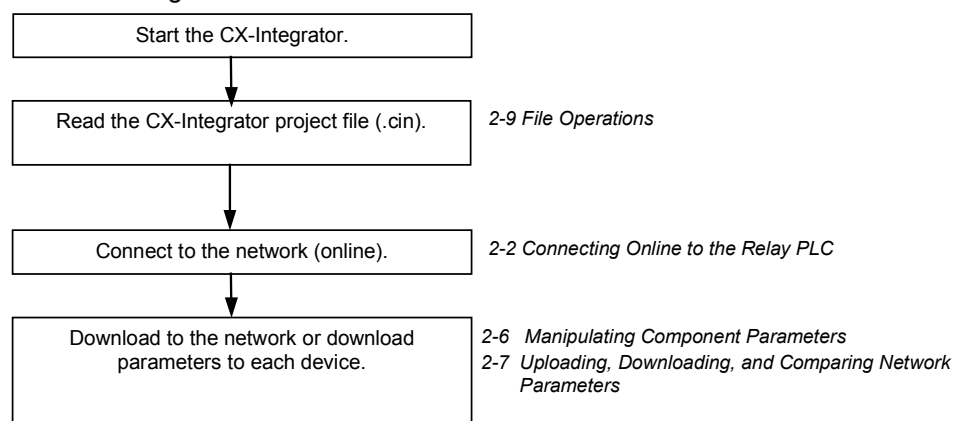 Start the CX-Integrator.
Read the CX-Integrator project file (.cin).
2-9 File Operations
Connect to the network (online).
2-2 Connecting Online to the Relay PLC
Download to the network or download
parameters to each device.
2-6 Manipulating Component Parameters
2-7 Uploading, Downloading, and Comparing Network
Parameters